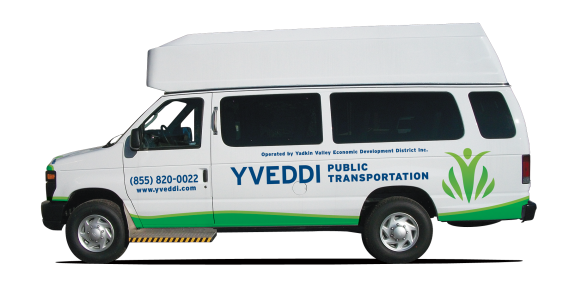 Operated by Yadkin Valley Economic Development District Inc.
(855) 820-0022
www.yveddi.com
YVEDDI PUBLIC
TRANSPORTATION